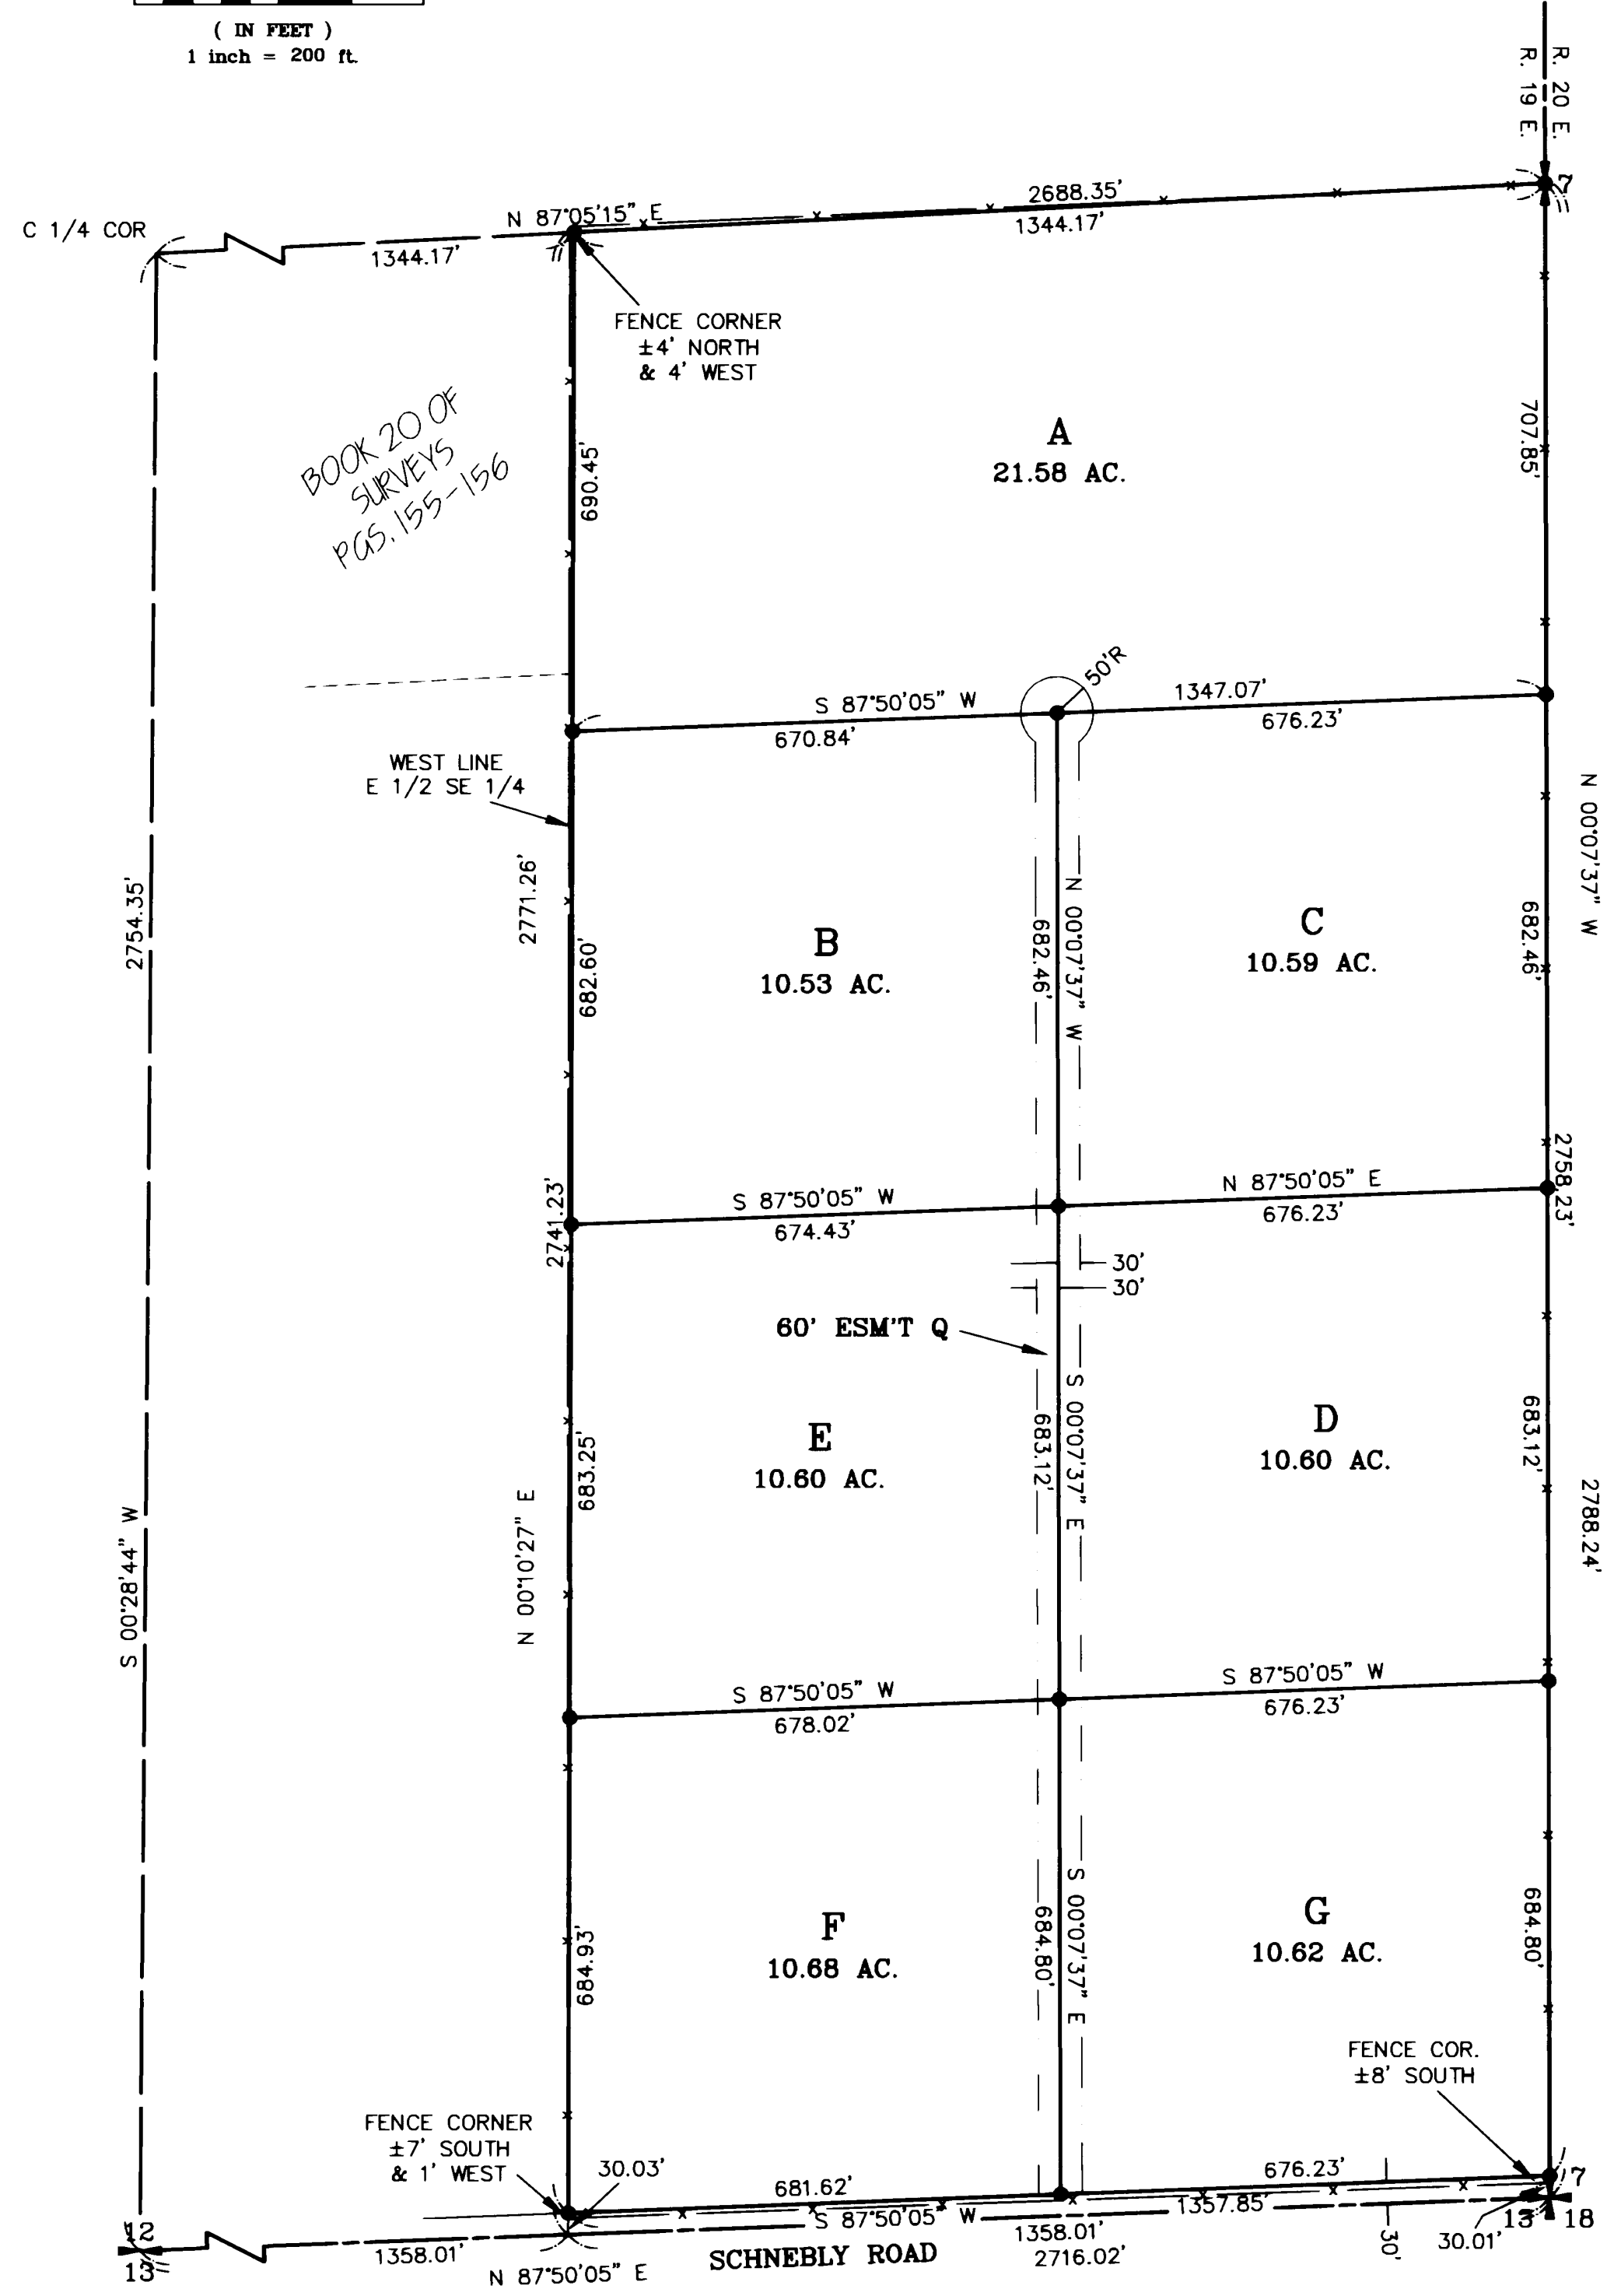 ( IN FEET )
1 inch = 200 ft.
R. 20 E.
R. 19 E.
7
C 1/4 COR
N 87°05'15" E
2688.35'
1344.17'
1344.17'
FENCE CORNER
±4' NORTH
& 4' WEST
BOOK 20 OF
SURVEYS
PGS. 155-156
690.45'
A
21.58 AC.
707.85'
50'R
S 87°50'05" W
670.84'
1347.07'
676.23'
WEST LINE
E 1/2 SE 1/4
N 00°07'37" W
2754.35'
2771.26'
682.60'
B
10.53 AC.
682.46'
N 00°07'37" W
C
10.59 AC.
682.46'
2758.23'
2741.23'
S 87°50'05" W
674.43'
N 87°50'05" E
676.23'
30'
30'
60' ESM'T Q
S 00°28'44" W
N 00°10'27" E
683.25'
E
10.60 AC.
683.12'
S 00°07'37" E
D
10.60 AC.
683.12'
2788.24'
S 87°50'05" W
678.02'
S 87°50'05" W
676.23'
684.93'
F
10.68 AC.
684.80'
S 00°07'37" E
G
10.62 AC.
684.80'
FENCE COR.
±8' SOUTH
FENCE CORNER
±7' SOUTH
& 1' WEST
30.03'
681.62'
676.23'
7
S 87°50'05" W
1357.85'
13
18
12
13
1358.01'
N 87°50'05" E
SCHNEBLY ROAD
1358.01'
2716.02'
30'
30.01'